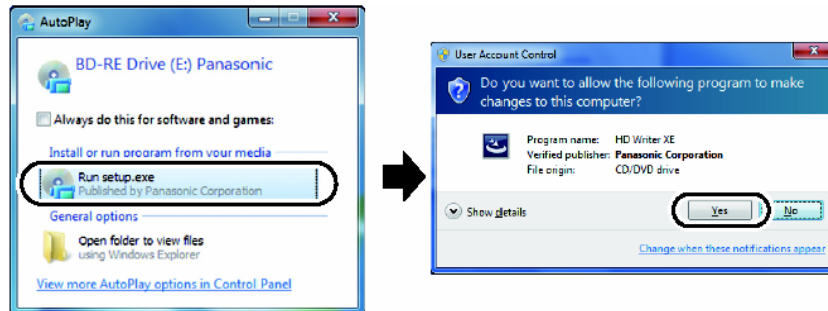 AutoPlay
BD-RE Drive (E:) Panasonic
Always do this for software and games:
Install or run program from your media
Run setup.exe
Published by Panasonic Corporation
General options
Open folder to view files
using Windows Explorer
View more AutoPlay options in Control Panel
User Account Control
Do you want to allow the following program to make
changes to this computer?
Program name: HD Writer XE
Verified publisher: Panasonic Corporation
File origin: CD/DVD drive
Show details
Yes
No
Change when these notifications appear